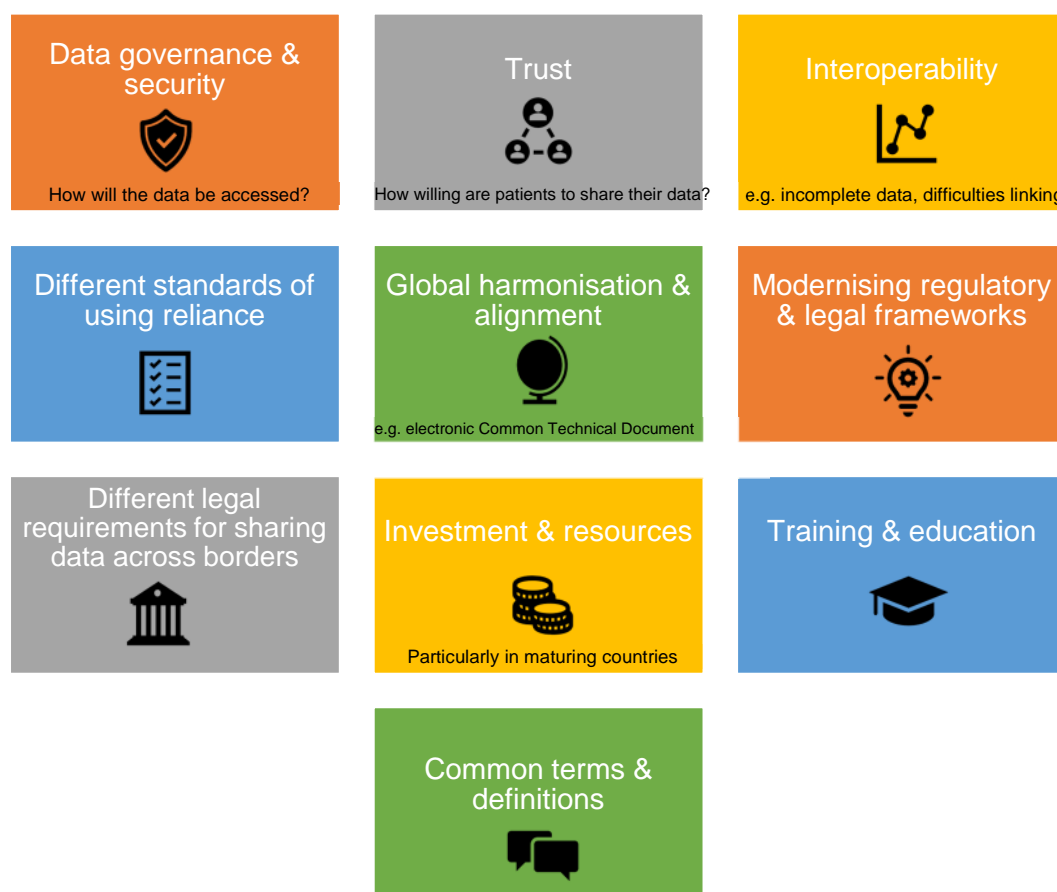 Data governance &
security
How will the data be accessed?
Trust
How willing are patients to share their data?
Interoperability
e.g. incomplete data, difficulties linking
Different standards of
using reliance
Global harmonisation &
alignment
e.g. electronic Common Technical Document
Modernising regulatory
& legal frameworks
Different legal
requirements for sharing
data across borders
Investment & resources
Particularly in maturing countries
Training & education
Common terms &
definitions